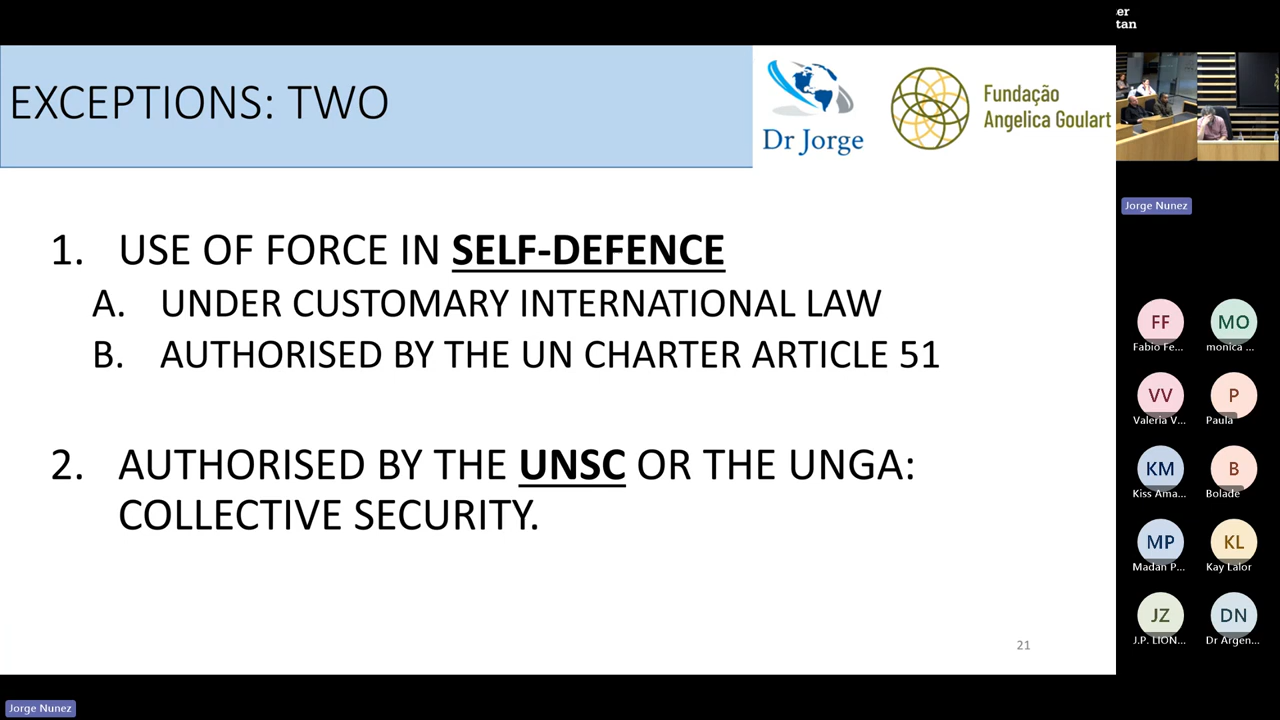 er
tan
EXCEPTIONS: TWO
Dr Jorge
Fundação
Angelica Goulart
1. USE OF FORCE IN SELF-DEFENCE
A. UNDER CUSTOMARY INTERNATIONAL LAW
B. AUTHORISED BY THE UN CHARTER ARTICLE 51
2. AUTHORISED BY THE UNSC OR THE UNGA:
COLLECTIVE SECURITY.
21
Jorge Nunez
FF
Fabio Fe...
MO
monica ...
VV
Valeria V...
P
Paula
KM
Kiss Ama...
B
Bolade
MP
Madan P...
KL
Kay Lalor
JZ
J.P. LION...
DN
Dr Argen...
Jorge Nunez